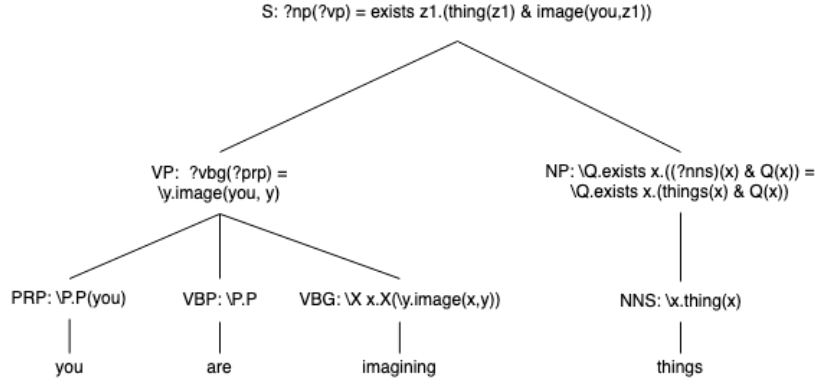 S: ?np(?vp) = exists z1.(thing(z1) & image(you,z1))
VP: ?vbg(?prp) =
\y.image(you, y)
NP: \Q.exists x.((?nns)(x) & Q(x)) =
\Q.exists x.(things(x) & Q(x))
PRP: \P.P(you)
VBP: \P.P
VBG: \X x.X(\y.image(x,y))
NNS: \x.thing(x)
you
are
imagining
things